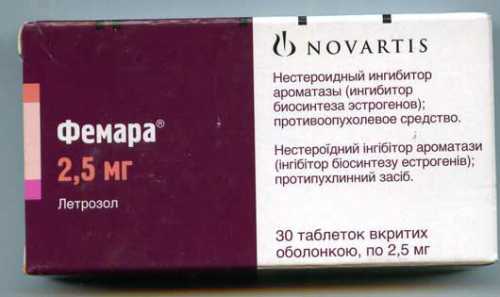 Фемара®
2,5 мг
Летрозол
NOVARTIS
Нестероидный ингибитор
ароматазы (ингибитор
биосинтеза эстрогенов);
противоопухолевое средство.
Нестероїдний інгібітор ароматази
(інгібітор біосинтезу естрогенів);
протипухлинний засіб.
30 таблеток вкритих
оболонкою, по 2,5 мг